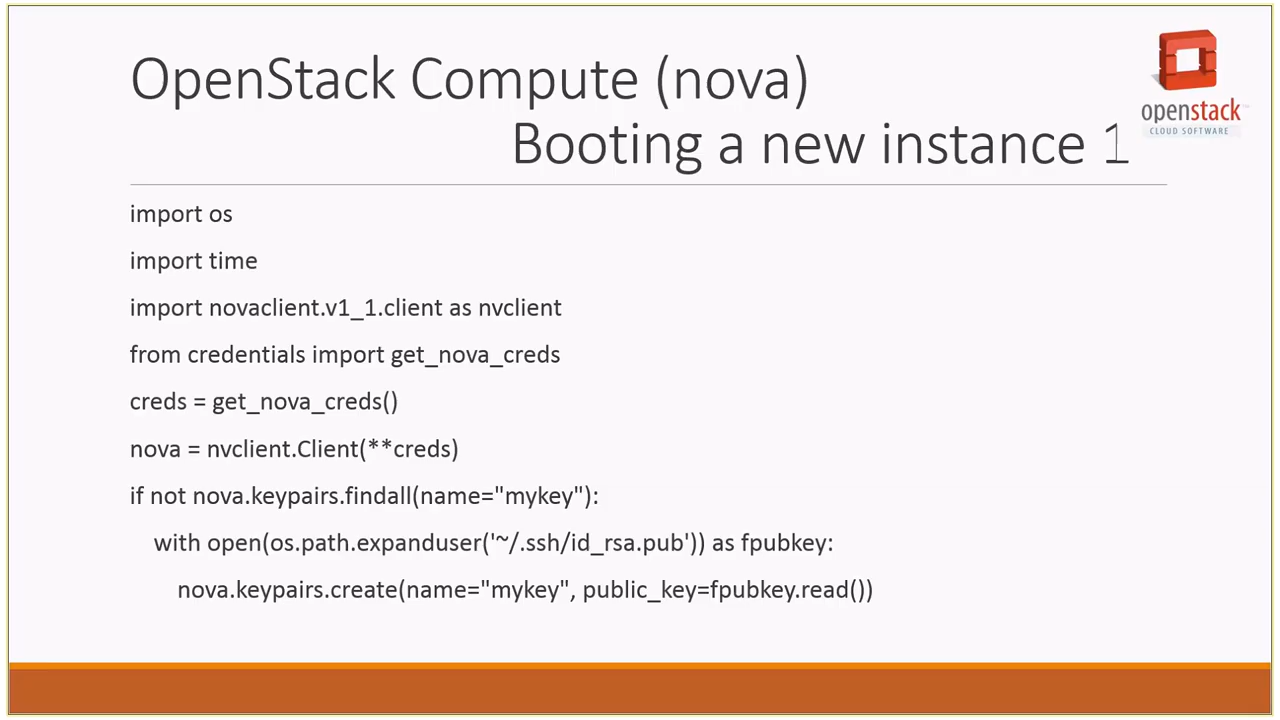 OpenStack Compute (nova)
Booting a new instance 1
openstack
CLOUD SOFTWARE
import os
import time
import novaclient.v1_1.client as nvclient
from credentials import get_nova_creds
creds = get_nova_creds()
nova = nvclient.Client(**creds)
if not nova.keypairs.findall(name="mykey"):
with open(os.path.expanduser('~/.ssh/id_rsa.pub')) as fpubkey:
nova.keypairs.create(name="mykey", public_key=fpubkey.read())